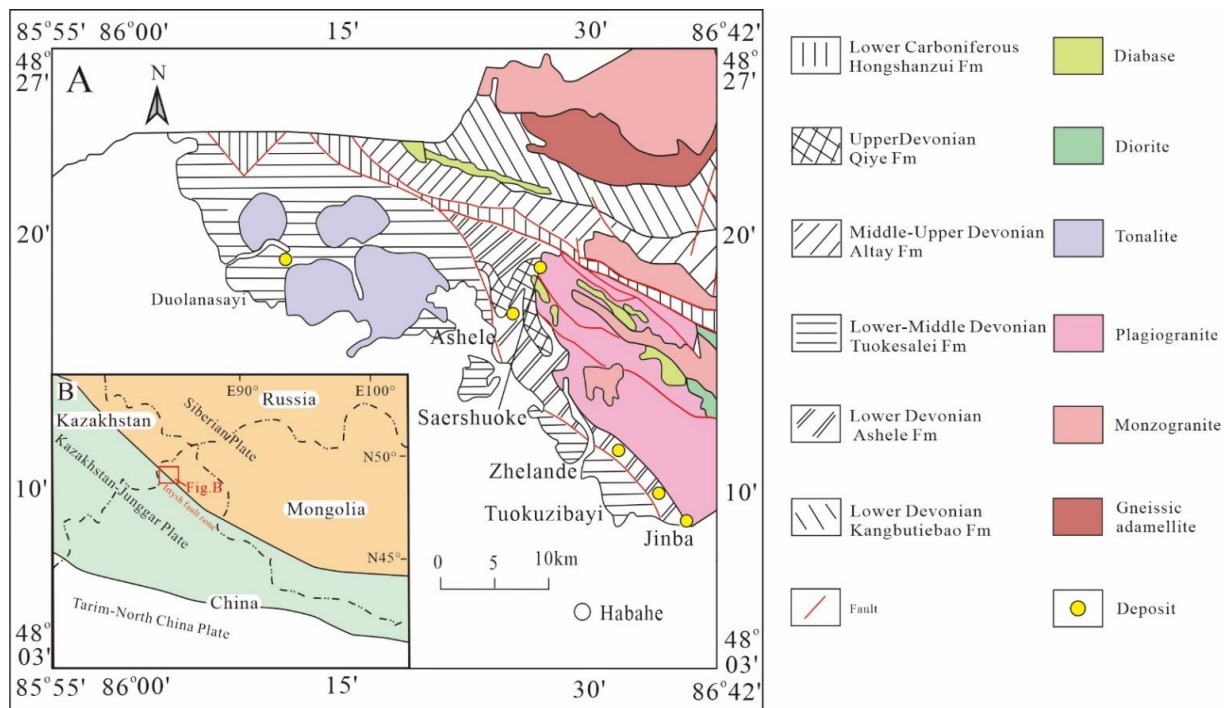 85°55' 86°00' 15' 30' 86°42'
48°
27'
48°
27'
A
N
20'
20'
Duolanasayi
Ashele
Saershuoke
Zhelande
Tuokuzibayi
Jinba
10'
10'
0 5 10km
Habahe
48°
03'
48°
03'
85°55' 86°00' 15' 30' 86°42'
B
E90° E100°
Russia
Kazakhstan
Siberian Plate
N50°
Kazakhstan-Junggar Plate
Fig.B
Irtysh fault zone
Mongolia
N45°
China
Tarim-North China Plate
Lower Carboniferous
Hongshanzui Fm
UpperDevonian
Qiye Fm
Middle-Upper Devonian
Altay Fm
Lower-Middle Devonian
Tuokesalei Fm
Lower Devonian
Ashele Fm
Lower Devonian
Kangbutiebao Fm
Fault
Diabase
Diorite
Tonalite
Plagiogranite
Monzogranite
Gneissic
adamellite
Deposit